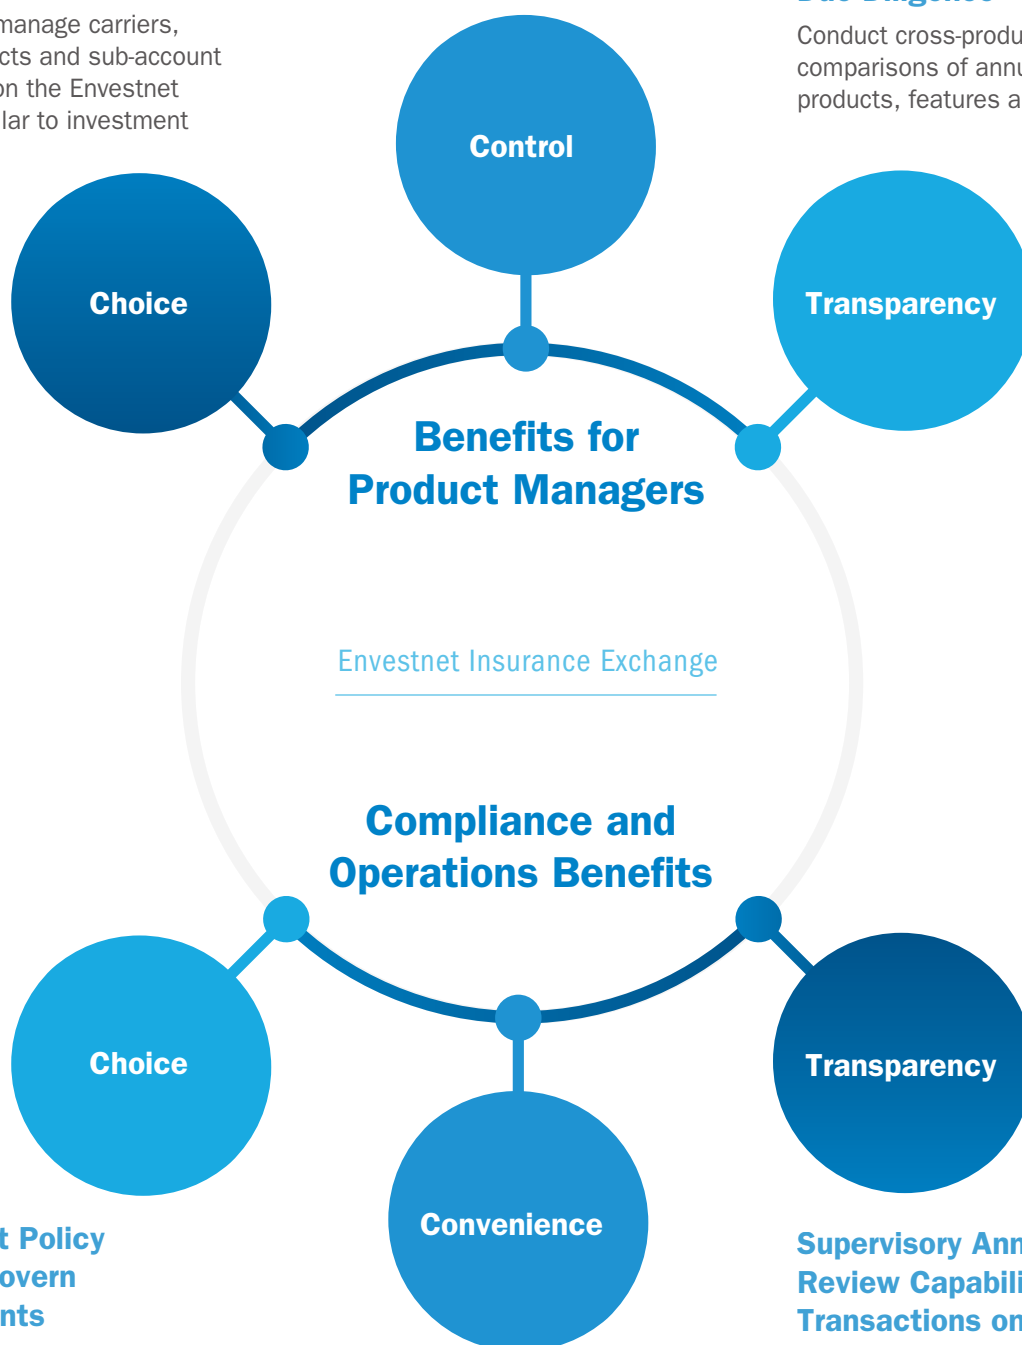 manage carriers,
cts and sub-account
on the Envestnet
lar to investment
Conduct cross-produ
comparisons of annu
products, features a
Control
Choice
Transparency
Benefits for
Product Managers
Envestnet Insurance Exchange
Compliance and
Operations Benefits
Choice
Transparency
Convenience
t Policy
overn
nts
Supervisory Ann
Review Capabili
Transactions on